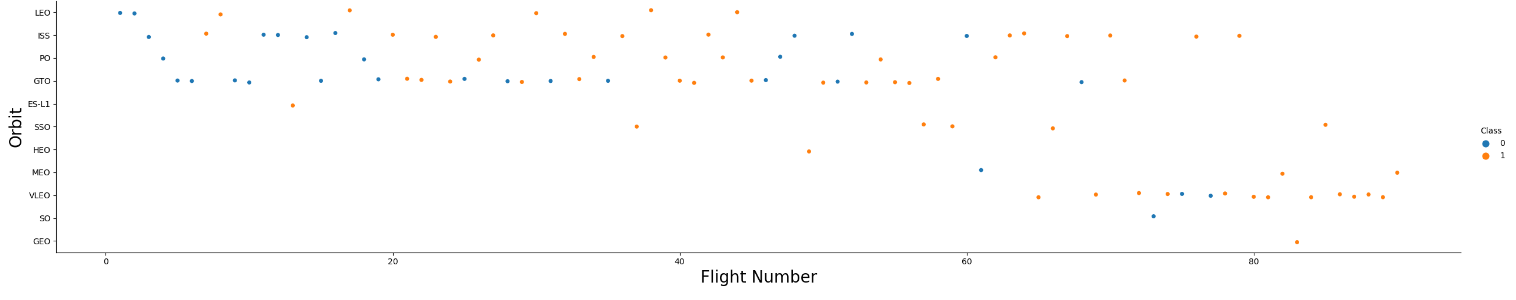 Orbit
LEO
ISS
PO
GTO
ES-L1
SSO
HEO
MEO
VLEO
SO
GEO
0 20 40 60 80
Flight Number
Class
0
1